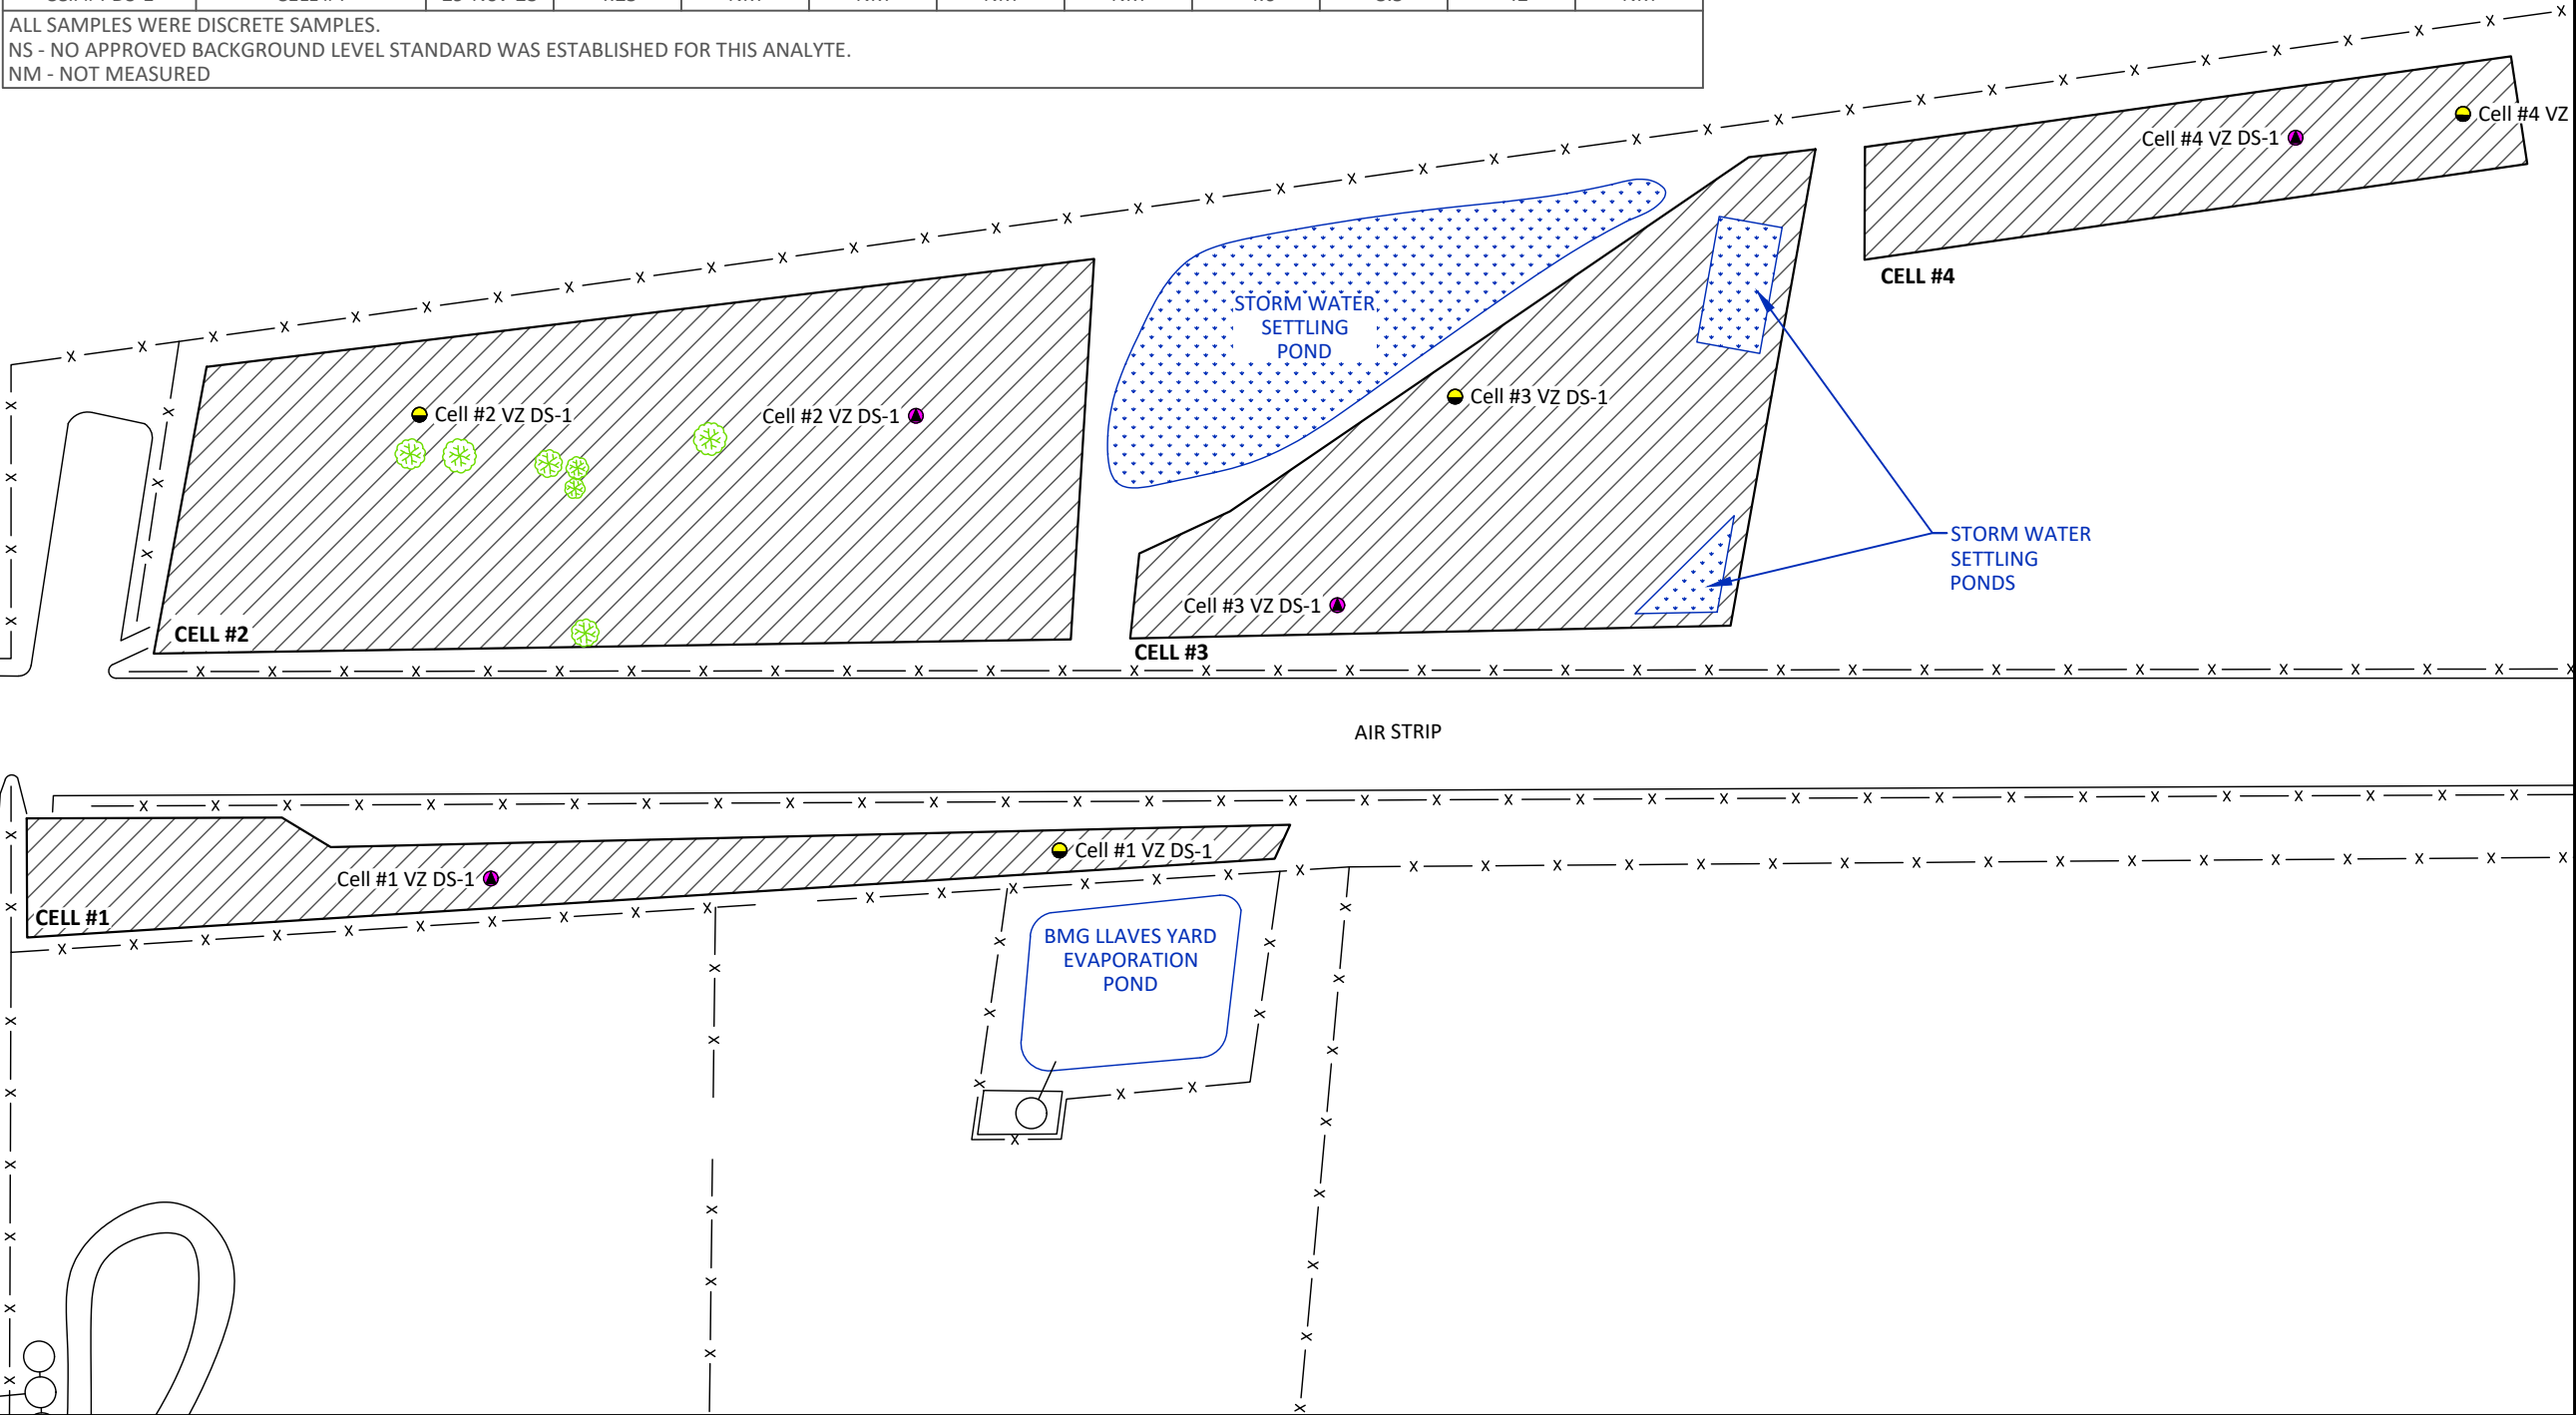 ALL SAMPLES WERE DISCRETE SAMPLES.
NS - NO APPROVED BACKGROUND LEVEL STANDARD WAS ESTABLISHED FOR THIS ANALYTE.
NM - NOT MEASURED
Cell #4 VZ
Cell #4 VZ DS-1
CELL #4
STORM WATER
SETTLING
POND
Cell #3 VZ DS-1
Cell #2 VZ DS-1
Cell #2 VZ DS-1
STORM WATER
SETTLING
PONDS
Cell #3 VZ DS-1
CELL #2
CELL #3
AIR STRIP
Cell #1 VZ DS-1
Cell #1 VZ DS-1
CELL #1
BMG LLAVES YARD
EVAPORATION
POND